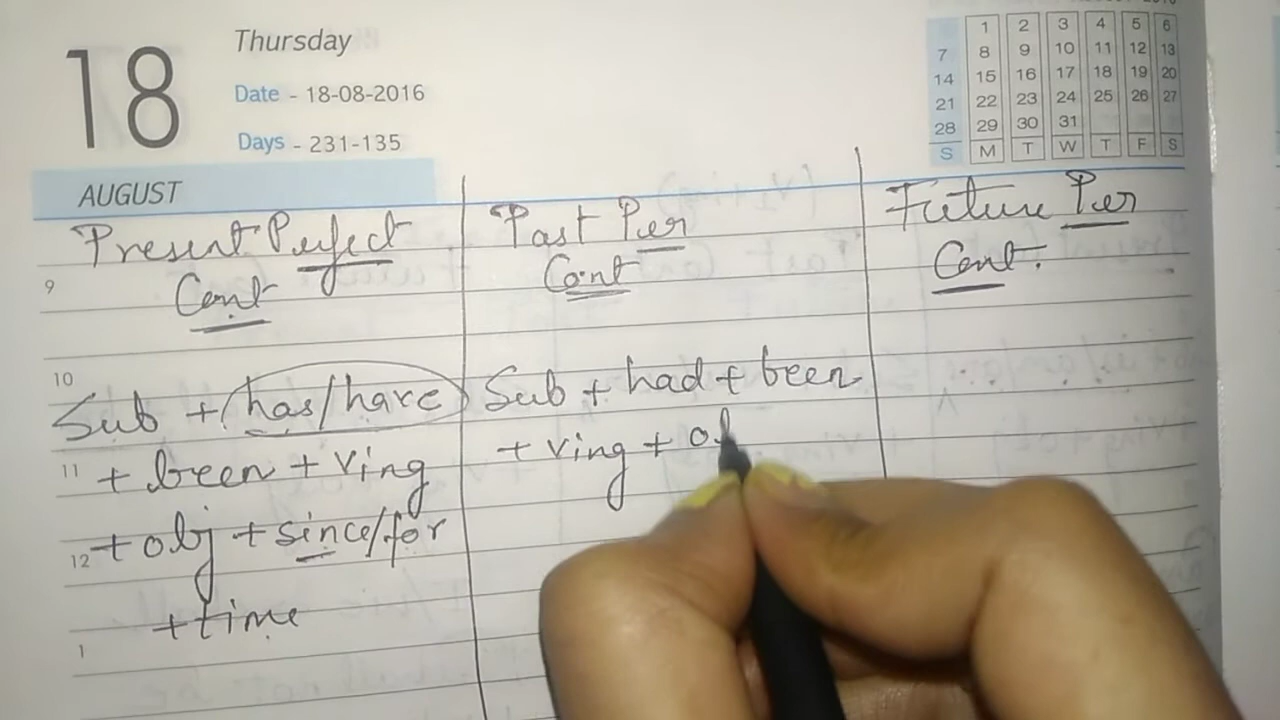 18
Thursday
Date - 18-08-2016
Days - 231-135
AUGUST
1 2 3 4 5 6
7 8 9 10 11 12 13
14 15 16 17 18 19 20
21 22 23 24 25 26 27
28 29 30 31
S M T W T F S
Present Perfect
Cont
Sub + has/have
+ been + ving
+ obj + since/for
+ time
Past Per
Cont
Sub + had + been
+ ving + ob
Future Per
Cont.
9
10
11
12
1